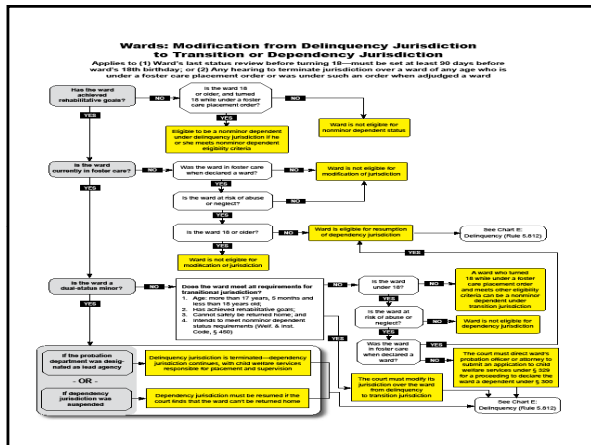 Wards: Modification from Delinquency Jurisdiction
to Transition or Dependency Jurisdiction
Applies to (1) Ward's last status review before turning 18—must be set at least 90 days before
ward's 18th birthday; or (2) Any hearing to terminate jurisdiction over a ward of any age who is
under a foster care placement order or was under such an order when adjudged a ward
Has the ward
achieved
rehabilitative goals?
NO
Is the ward 18
or older, and turned
18 while under a foster
care placement order?
NO
Ward is not eligible for
nonminor dependent status
YES
YES
Eligible to be a nonminor dependent
under delinquency jurisdiction if he
or she meets nonminor dependent
eligibility criteria
Is the ward
currently in foster care?
NO
Was the ward in foster care
when declared a ward?
NO
Ward is not eligible for
modification of jurisdiction
YES
YES
Is the ward at risk of abuse
or neglect?
NO
YES
Is the ward 18 or older?
NO
Ward is eligible for resumption
of dependency jurisdiction
See Chart E:
Delinquency (Rule 5.812)
YES
YES
Ward is not eligible for
modification of jurisdiction
Is the ward a
dual-status minor?
NO
Does the ward meet all requirements for
transitional jurisdiction?
1. Age: more than 17 years, 5 months and
less than 18 years old;
2. Has achieved rehabilitative goals;
3. Cannot safely be returned home; and
4. Intends to meet nonminor dependent
status requirements (Welf. & Inst.
Code, § 450)
NO
Is the ward
under 18?
NO
A ward who turned
18 while under a foster
care placement order
and meets other eligibility
criteria can be a nonminor
dependent under
transition jurisdiction
YES
YES
Is the ward at
risk of abuse or
neglect?
NO
Ward is not eligible for
dependency jurisdiction
YES
YES
Was the ward
in foster care
when declared a
ward?
YES
NO
The court must direct ward's
probation officer or attorney to
submit an application to child
welfare services under § 329
for a proceeding to declare the
ward a dependent under § 300
If the probation
department was desig-
nated as lead agency
Delinquency jurisdiction is terminated—dependency
jurisdiction continues, with child welfare services
responsible for placement and supervision
- OR -
If dependency
jurisdiction was
suspended
Dependency jurisdiction must be resumed if the
court finds that the ward can't be returned home
The court must modify its
jurisdiction over the ward
from delinquency
to transition jurisdiction
See Chart E:
Delinquency (Rule 5.812)